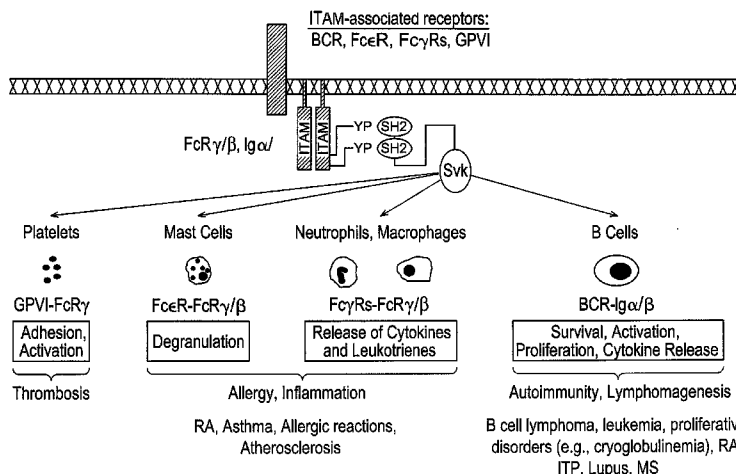 ITAM-associated receptors:
BCR, FcεR, FcγRs, GPVI
FcRγ/β, Igα/
ITAM
ITAM
YP
SH2
YP
SH2
Svk
Platelets
Mast Cells
Neutrophils, Macrophages
B Cells
GPVI-FcRγ
FcεR-FcRγ/β
FcγRs-FcRγ/β
BCR-Igα/β
Adhesion,
Activation
Degranulation
Release of Cytokines
and Leukotrienes
Survival, Activation,
Proliferation, Cytokine Release
Thrombosis
Allergy, Inflammation
Autoimmunity, Lymphomagenesis
RA, Asthma, Allergic reactions,
Atherosclerosis
B cell lymphoma, leukemia, proliferativ
disorders (e.g., cryoglobulinemia), RA
ITP, Lupus, MS